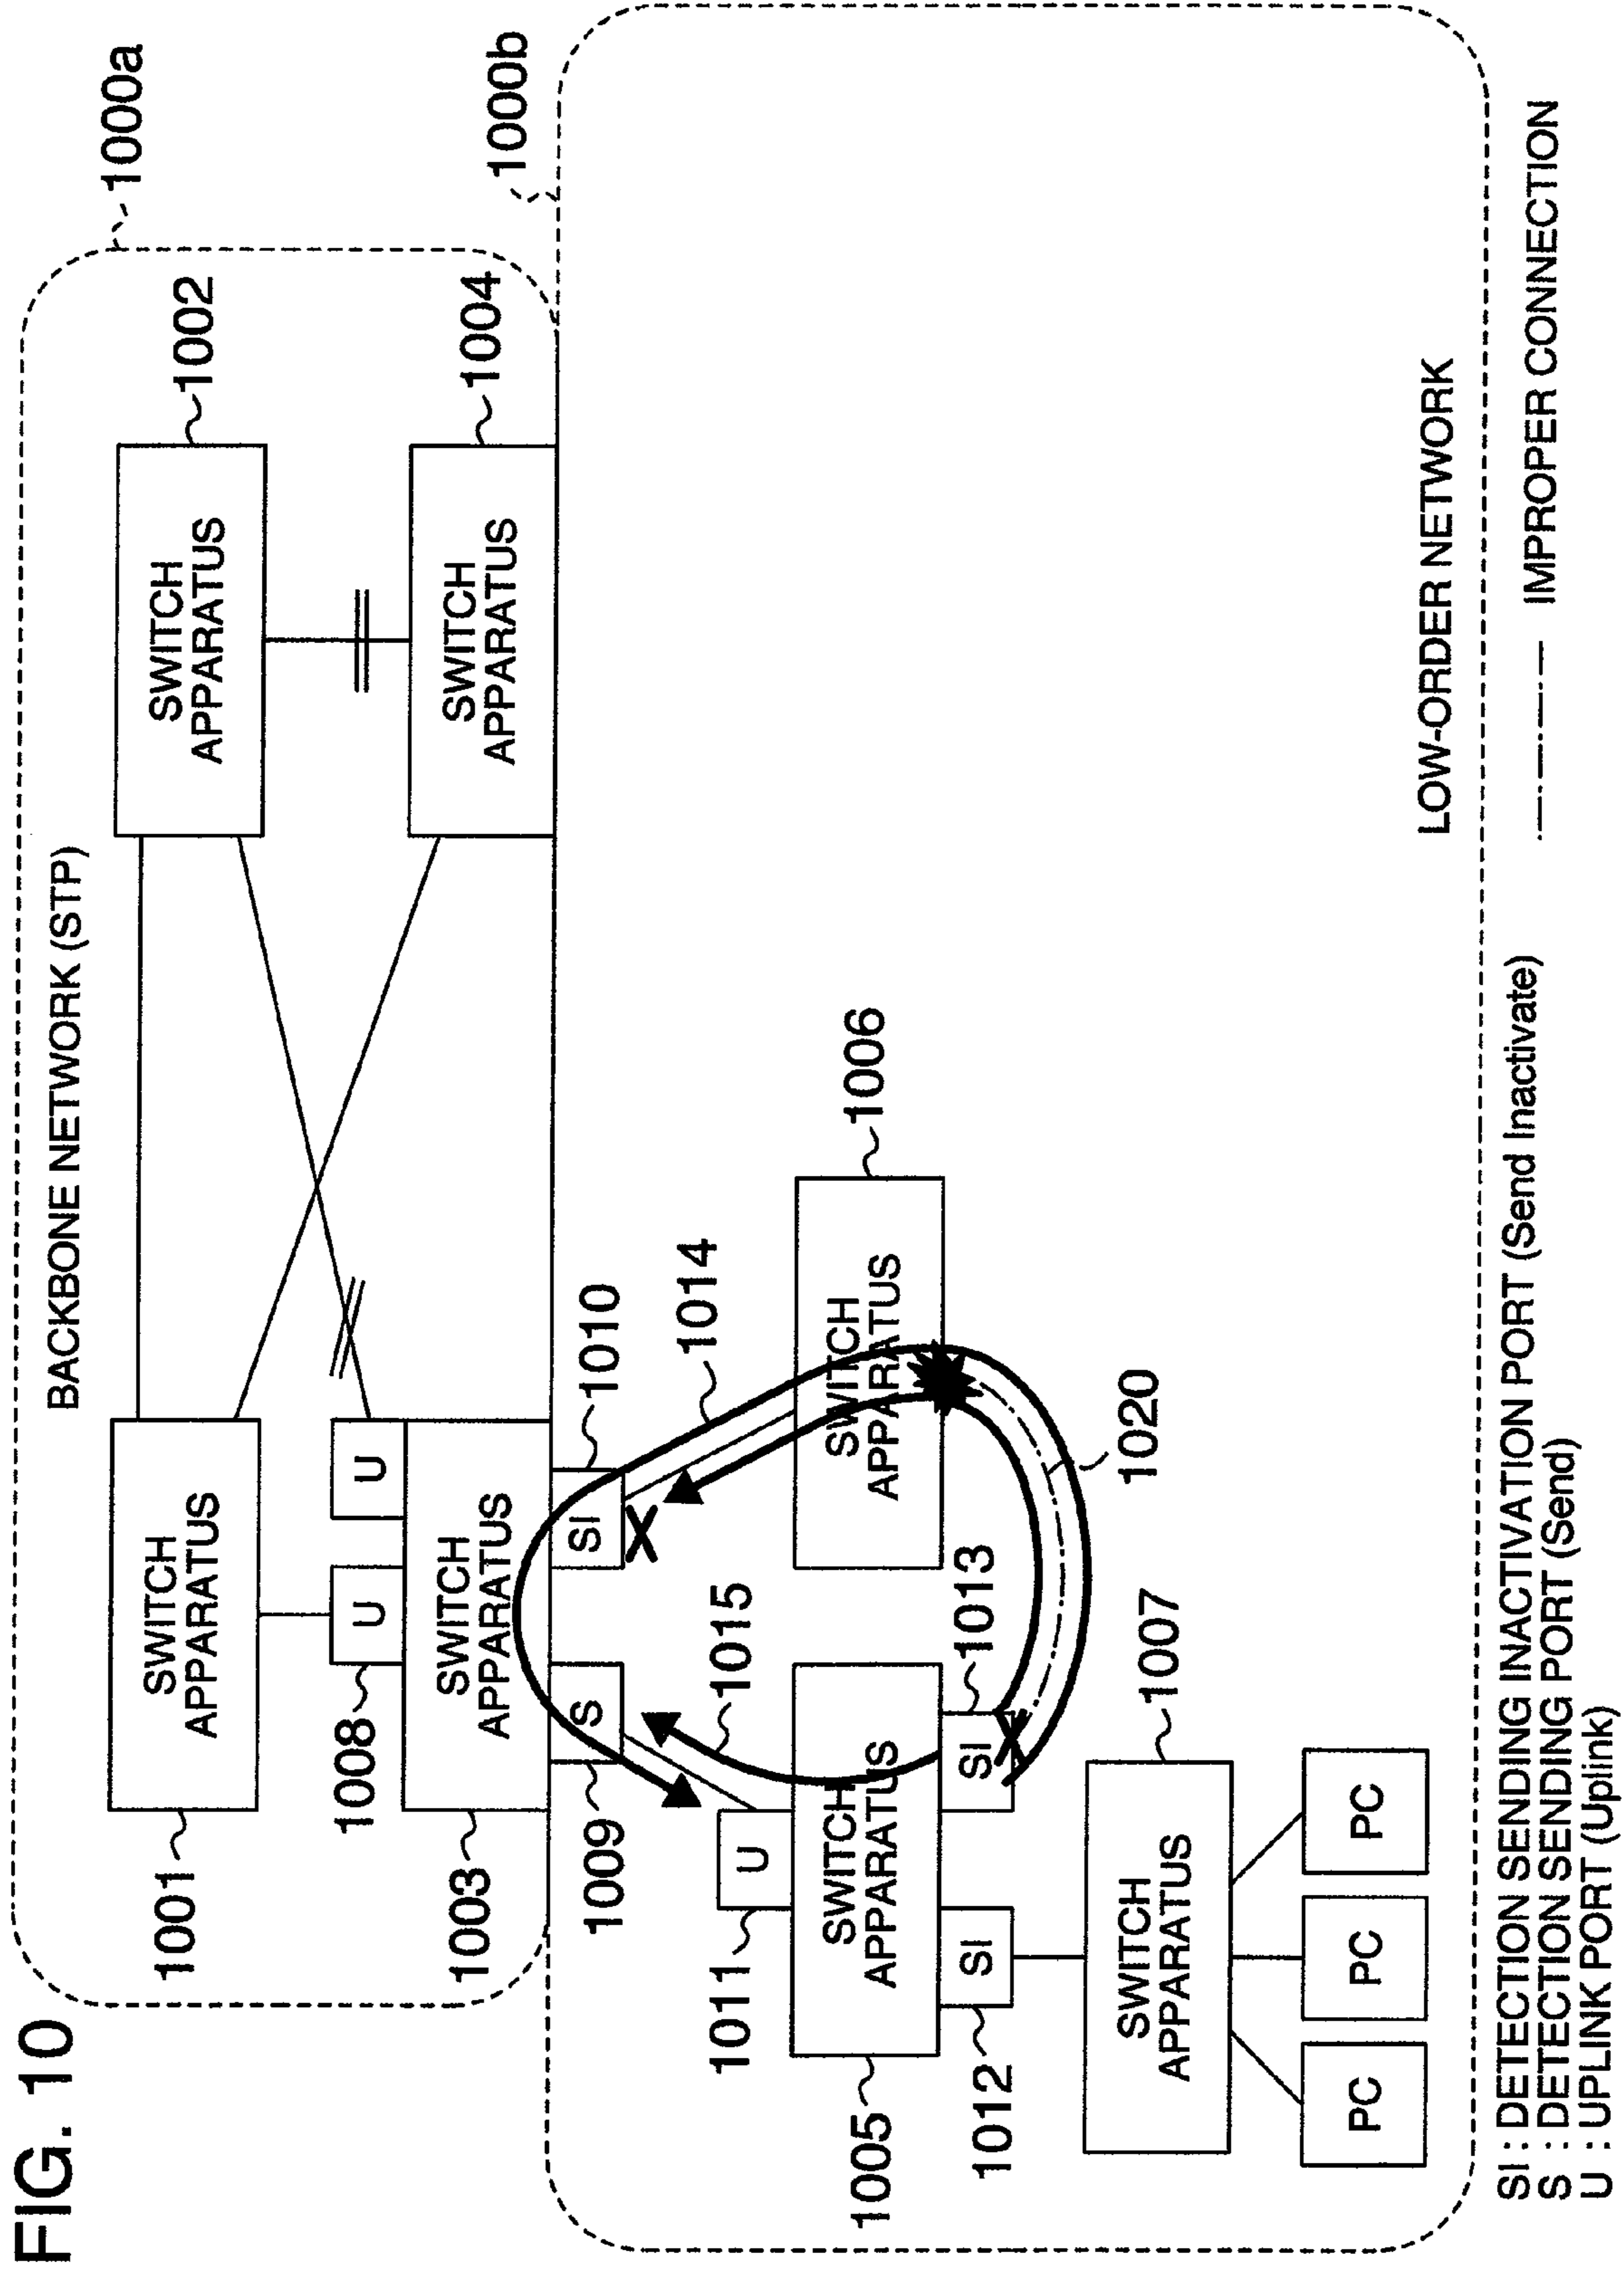 FIG. 10
BACKBONE NETWORK (STP)
1000a
1001
SWITCH
APPARATUS
SWITCH
APPARATUS
1002
1008
U
U
1003
SWITCH
APPARATUS
SWITCH
APPARATUS
1004
1000b
1009
S
SI
1010
1015
1014
1011
U
1005
SWITCH
APPARATUS
SWITCH
APPARATUS
1006
1012
SI
SI
1013
1020
SWITCH
APPARATUS
1007
PC
PC
PC
LOW-ORDER NETWORK
SI : DETECTION SENDING INACTIVATION PORT (Send Inactivate)
S : DETECTION SENDING PORT (Send)
U : UPLINK PORT (Uplink)
IMPROPER CONNECTION